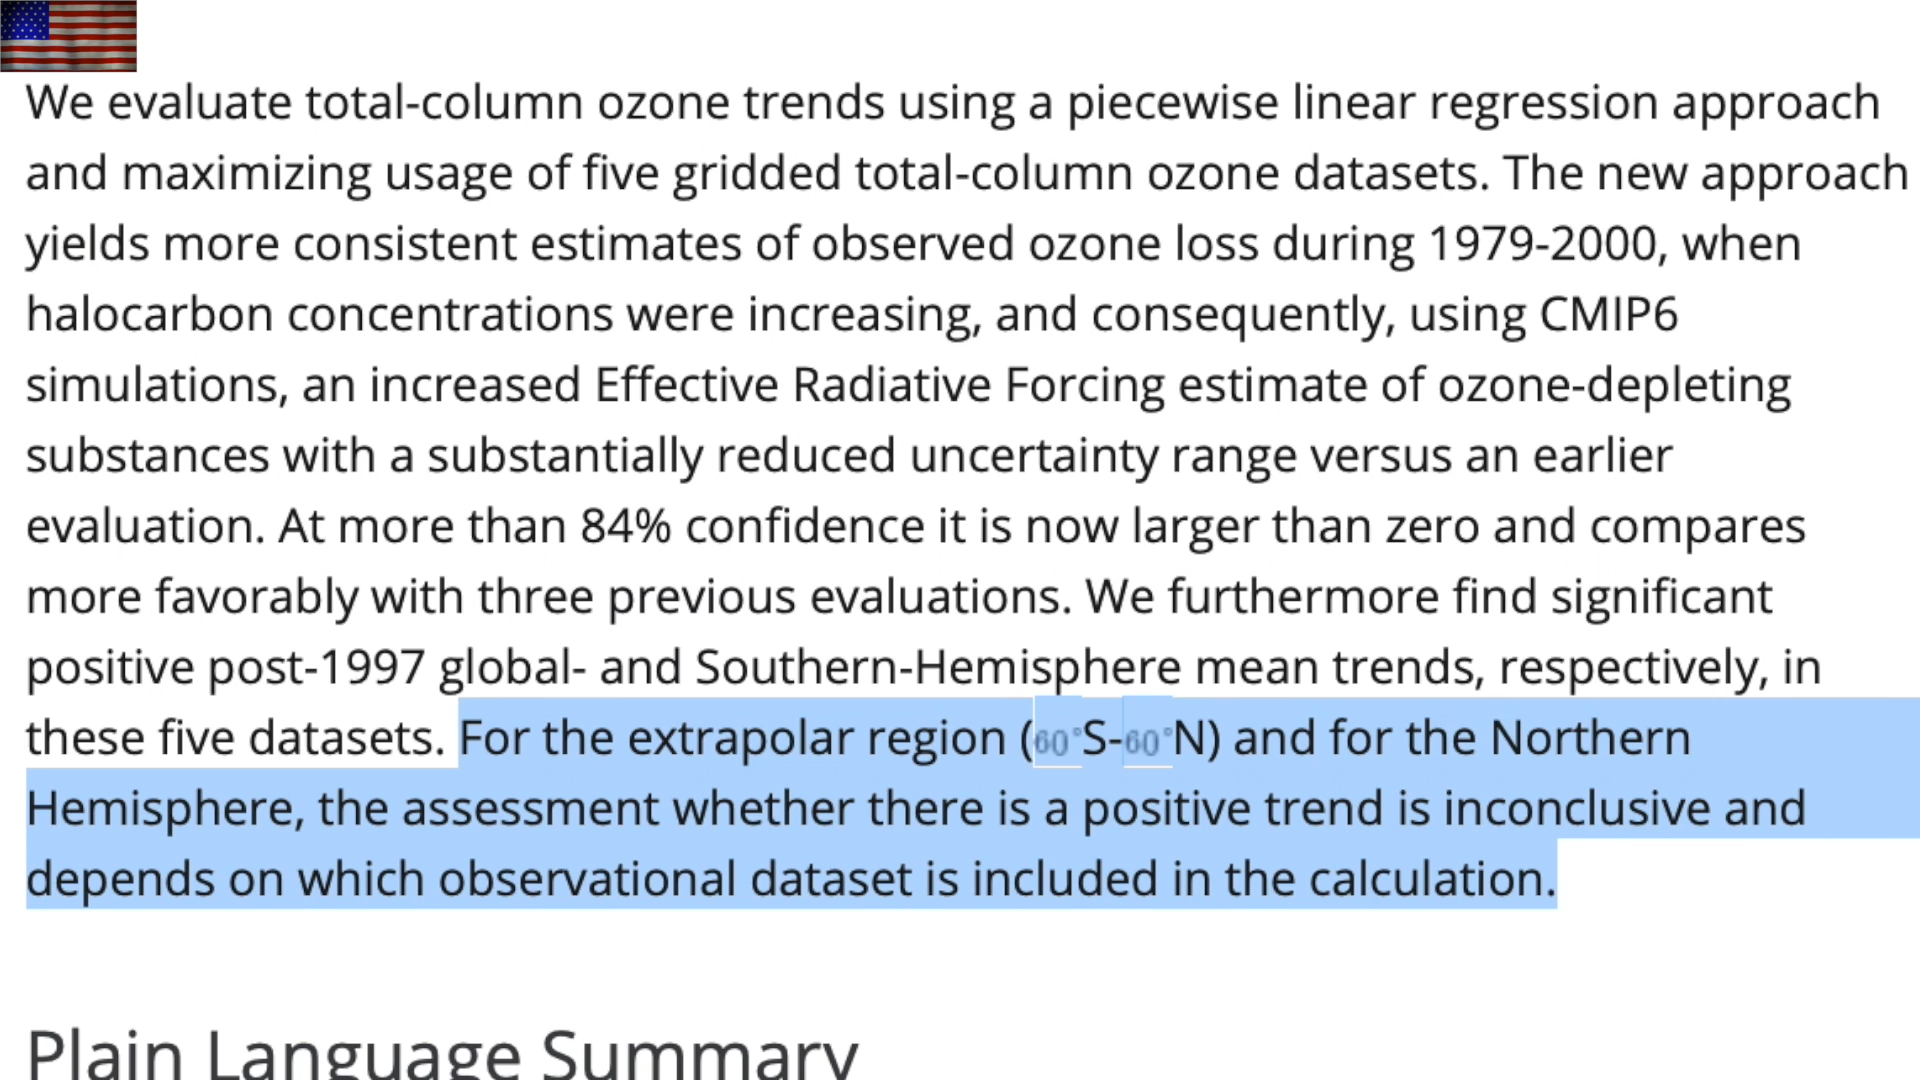 We evaluate total-column ozone trends using a piecewise linear regression approach
and maximizing usage of five gridded total-column ozone datasets. The new approach
yields more consistent estimates of observed ozone loss during 1979-2000, when
halocarbon concentrations were increasing, and consequently, using CMIP6
simulations, an increased Effective Radiative Forcing estimate of ozone-depleting
substances with a substantially reduced uncertainty range versus an earlier
evaluation. At more than 84% confidence it is now larger than zero and compares
more favorably with three previous evaluations. We furthermore find significant
positive post-1997 global- and Southern-Hemisphere mean trends, respectively, in
these five datasets. For the extrapolar region (60°S-60°N) and for the Northern
Hemisphere, the assessment whether there is a positive trend is inconclusive and
depends on which observational dataset is included in the calculation.
Plain Language Summary